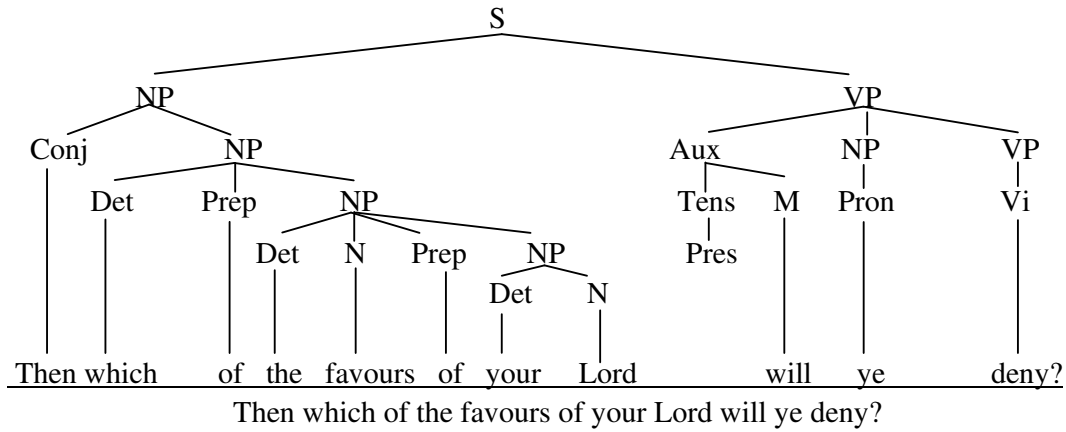 S
NP VP
Conj NP Aux NP VP
Det Prep NP Tens M Pron Vi
Det N Prep NP Pres
Det N
Then which of the favours of your Lord will ye deny?
Then which of the favours of your Lord will ye deny?